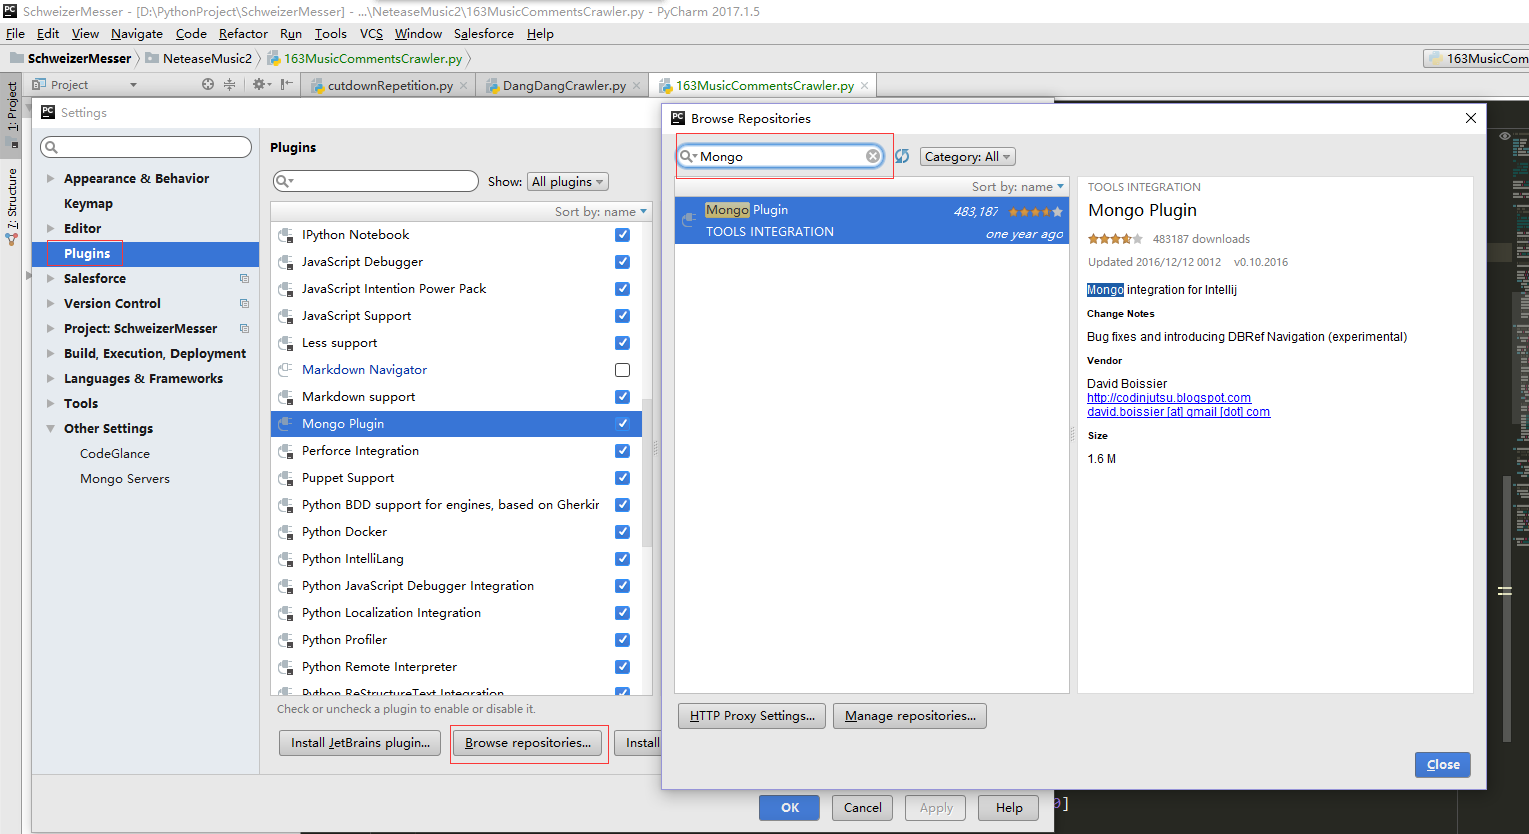 SchweizerMesser - [D:\PythonProject\SchweizerMesser] - ...\NeteaseMusic2\163MusicCommentsCrawler.py - PyCharm 2017.1.5
File Edit View Navigate Code Refactor Run Tools VCS Window Salesforce Help
SchweizerMesser NeteaseMusic2 163MusicCommentsCrawler.py 163MusicCom
Project cutdownRepetition.py DangDangCrawler.py 163MusicCommentsCrawler.py
1: Project
7: Structure
Settings
Appearance & Behavior
Keymap
Editor
Plugins
Salesforce
Version Control
Project: SchweizerMesser
Build, Execution, Deployment
Languages & Frameworks
Tools
Other Settings
CodeGlance
Mongo Servers
Plugins
Show: All plugins
Sort by: name
IPython Notebook
JavaScript Debugger
JavaScript Intention Power Pack
JavaScript Support
Less support
Markdown Navigator
Markdown support
Mongo Plugin
Perforce Integration
Puppet Support
Python BDD support for engines, based on Gherkin
Python Docker
Python IntelliLang
Python JavaScript Debugger Integration
Python Localization Integration
Python Profiler
Python Remote Interpreter
Python ReStructureText Integration
Check or uncheck a plugin to enable or disable it.
Install JetBrains plugin... Browse repositories... Install
OK Cancel Apply Help
Browse Repositories
Mongo
Category: All
Sort by: name
Mongo Plugin 483,187
TOOLS INTEGRATION one year ago
TOOLS INTEGRATION
Mongo Plugin
483187 downloads
Updated 2016/12/12 0012 v0.10.2016
Mongo integration for Intellij
Change Notes
Bug fixes and introducing DBRef Navigation (experimental)
Vendor
David Boissier
http://codinjutsu.blogspot.com
david.boissier [at] gmail [dot] com
Size
1.6 M
HTTP Proxy Settings... Manage repositories...
Close
0]